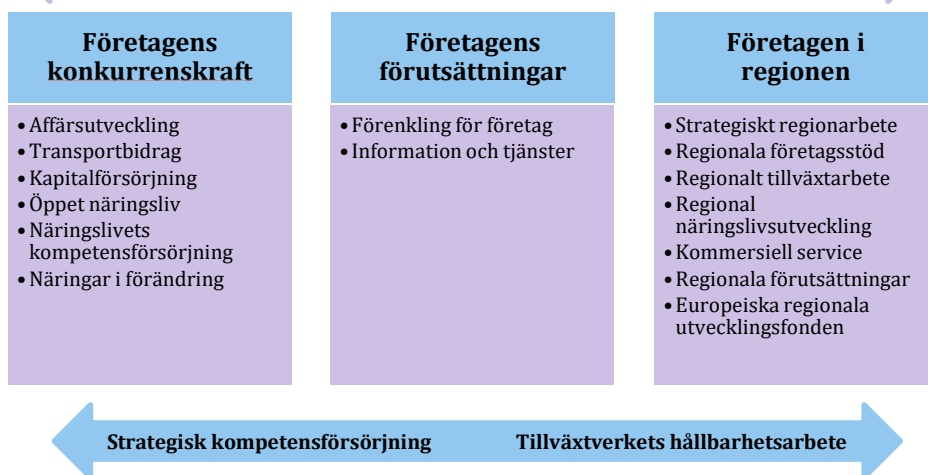 Företagens
konkurrenskraft
• Affärsutveckling
• Transportbidrag
• Kapitalförsörjning
• Öppet näringsliv
• Näringslivets
kompetensförsörjning
• Näringar i förändring
Företagens
förutsättningar
• Förenkling för företag
• Information och tjänster
Företagen i
regionen
• Strategiskt regionarbete
• Regionala företagsstöd
• Regionalt tillväxtarbete
• Regional
näringslivsutveckling
• Kommersiell service
• Regionala förutsättningar
• Europeiska regionala
utvecklingsfonden
Strategisk kompetensförsörjning
Tillväxtverkets hållbarhetsarbete